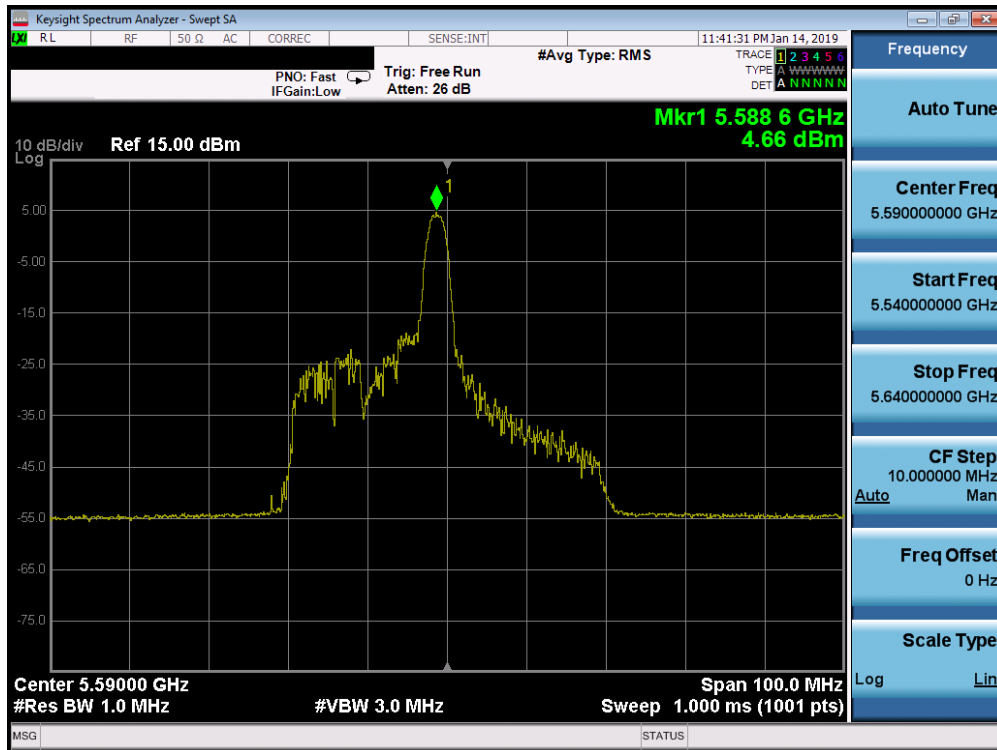 Keysight Spectrum Analyzer - Swept SA
LXI RL RF 50 Ω AC CORREC SENSE:INT 11:41:31 PM Jan 14, 2019
#Avg Type: RMS
TRACE 1 2 3 4 5 6
PNO: Fast Trig: Free Run
TYPE A WWWWW
IFGain:Low Atten: 26 dB
DET A N N N N N
Mkr1 5.588 6 GHz
4.66 dBm
10 dB/div Ref 15.00 dBm
Log
1
5.00
-5.00
-15.0
-25.0
-35.0
-45.0
-55.0
-65.0
-75.0
Center 5.59000 GHz Span 100.0 MHz
#Res BW 1.0 MHz #VBW 3.0 MHz Sweep 1.000 ms (1001 pts)
MSG STATUS
Frequency
Auto Tune
Center Freq
5.590000000 GHz
Start Freq
5.540000000 GHz
Stop Freq
5.640000000 GHz
CF Step
10.000000 MHz
Auto Man
Freq Offset
0 Hz
Scale Type
Log Lin